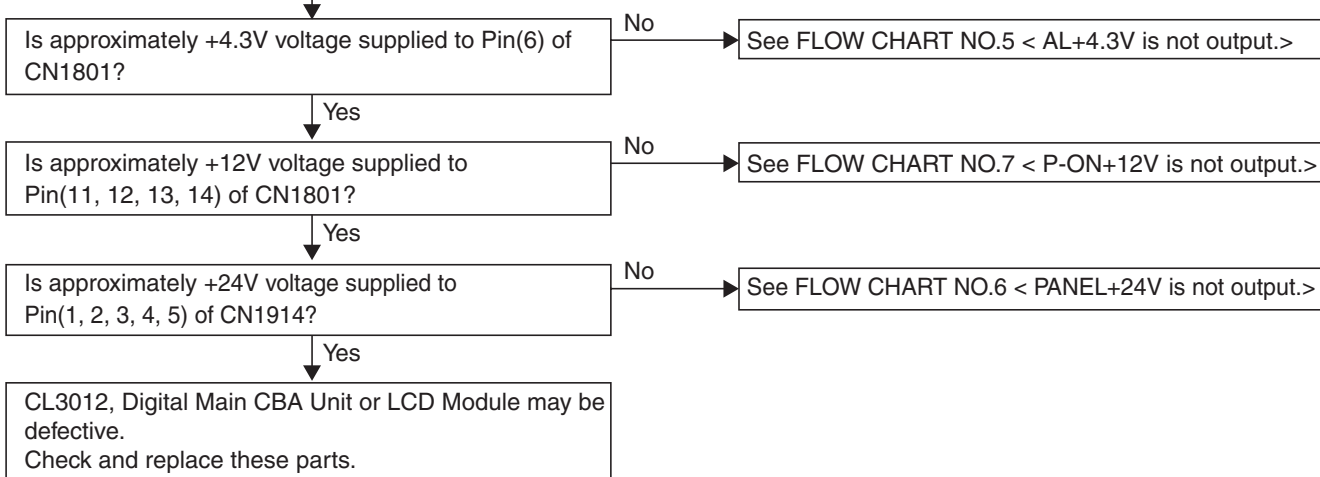 Is approximately +4.3V voltage supplied to Pin(6) of
CN1801?
No
See FLOW CHART NO.5 < AL+4.3V is not output.>
Yes
Is approximately +12V voltage supplied to
Pin(11, 12, 13, 14) of CN1801?
No
See FLOW CHART NO.7 < P-ON+12V is not output.>
Yes
Is approximately +24V voltage supplied to
Pin(1, 2, 3, 4, 5) of CN1914?
No
See FLOW CHART NO.6 < PANEL+24V is not output.>
Yes
CL3012, Digital Main CBA Unit or LCD Module may be
defective.
Check and replace these parts.